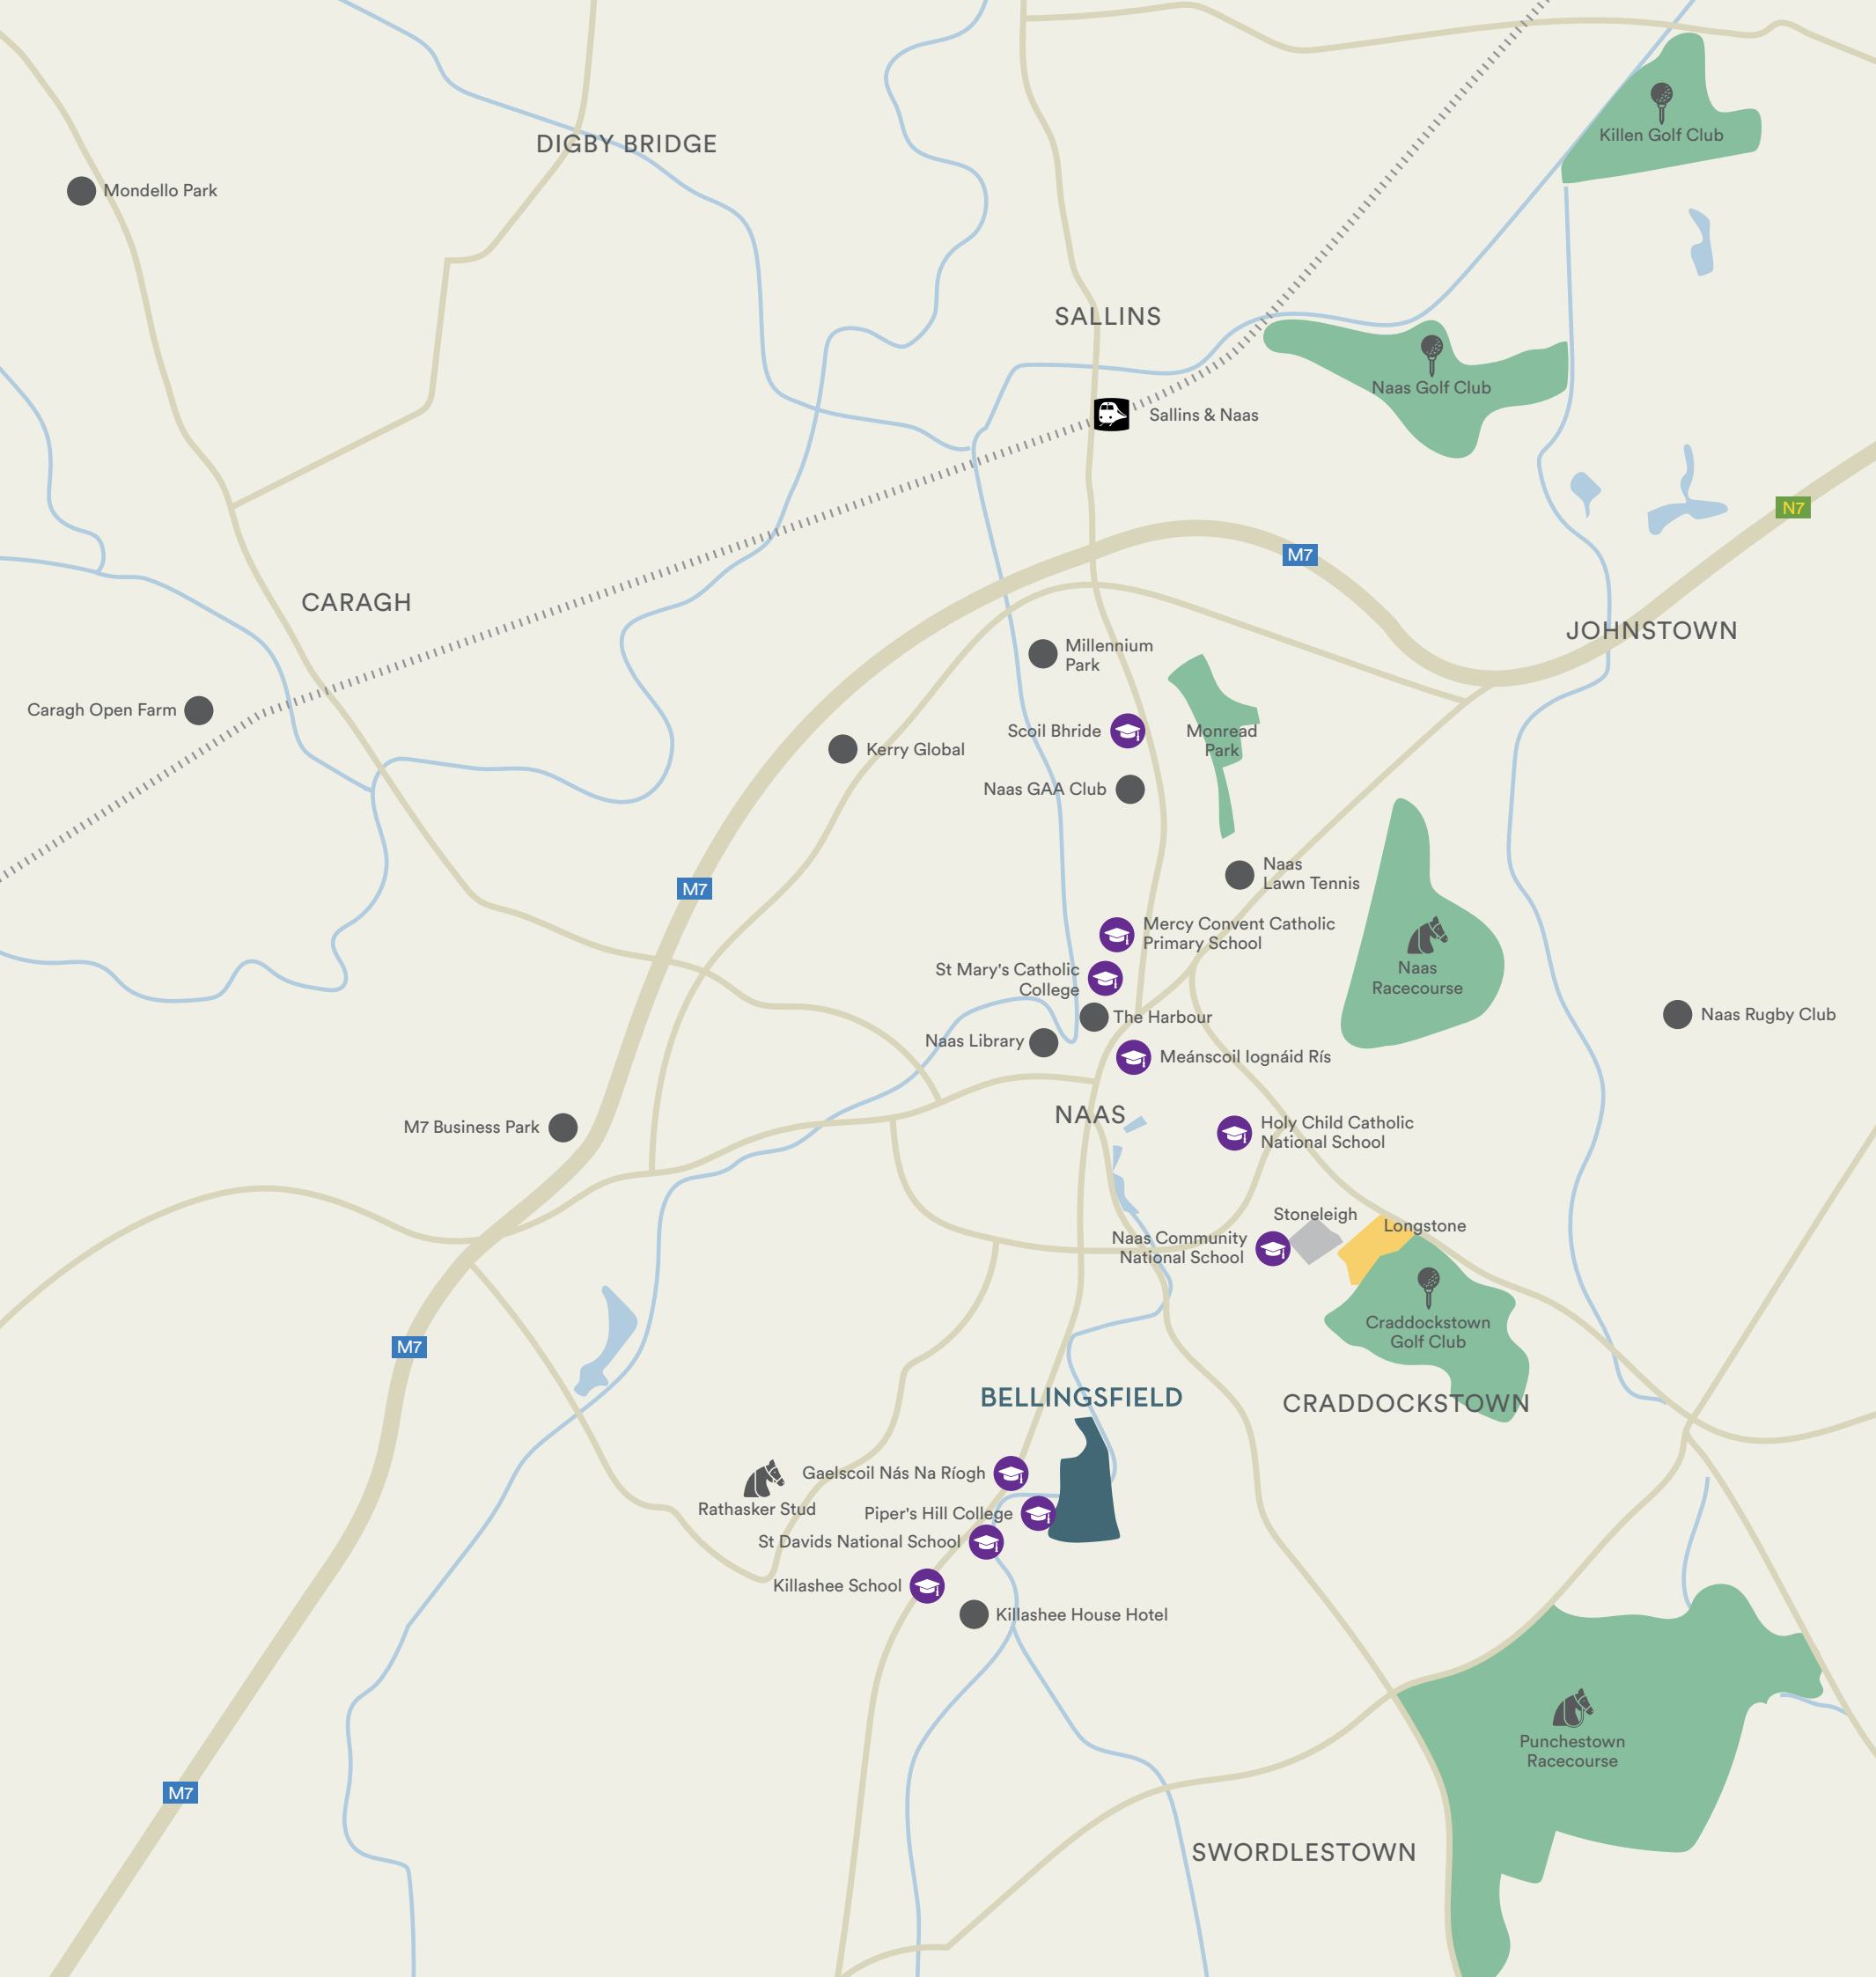 Killen Golf Club
DIGBY BRIDGE
Mondello Park
SALLINS
Naas Golf Club
Sallins & Naas
N7
M7
CARAGH
JOHNSTOWN
Millennium
Park
Caragh Open Farm
Scoil Bhride
Monread
Park
Kerry Global
Naas GAA Club
Naas
Lawn Tennis
M7
Mercy Convent Catholic
Primary School
St Mary's Catholic
College
Naas
Racecourse
The Harbour
Naas Rugby Club
Naas Library
Meánscoil Iognáid Rís
NAAS
M7 Business Park
Holy Child Catholic
National School
Stoneleigh
Longstone
Naas Community
National School
Craddockstown
Golf Club
M7
BELLINGSFIELD
CRADDOCKSTOWN
Gaelscoil Nás Na Ríogh
Rathasker Stud
Piper's Hill College
St Davids National School
Killashee School
Killashee House Hotel
Punchestown
Racecourse
M7
SWORDLESTOWN